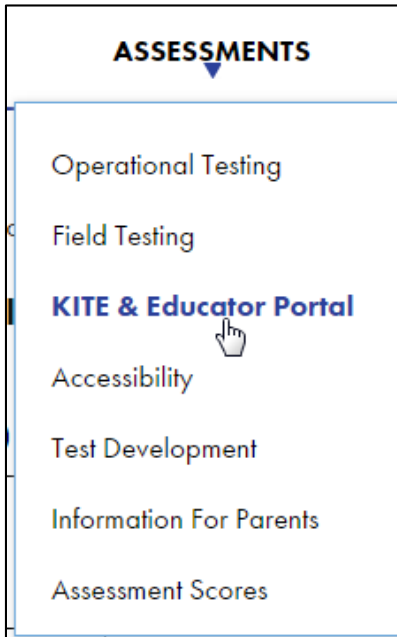 ASSESSMENTS
Operational Testing
Field Testing
KITE & Educator Portal
Accessibility
Test Development
Information For Parents
Assessment Scores